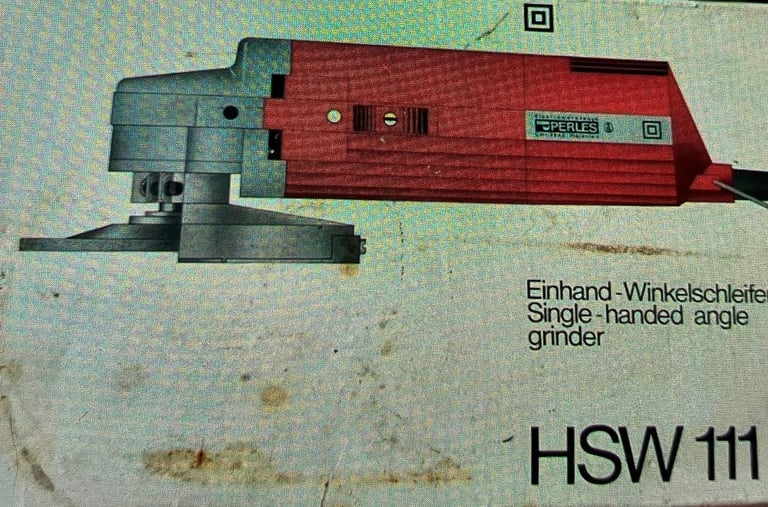 PERLES
Einhand-Winkelschleifer
Single-handed angle
grinder
HSW 111